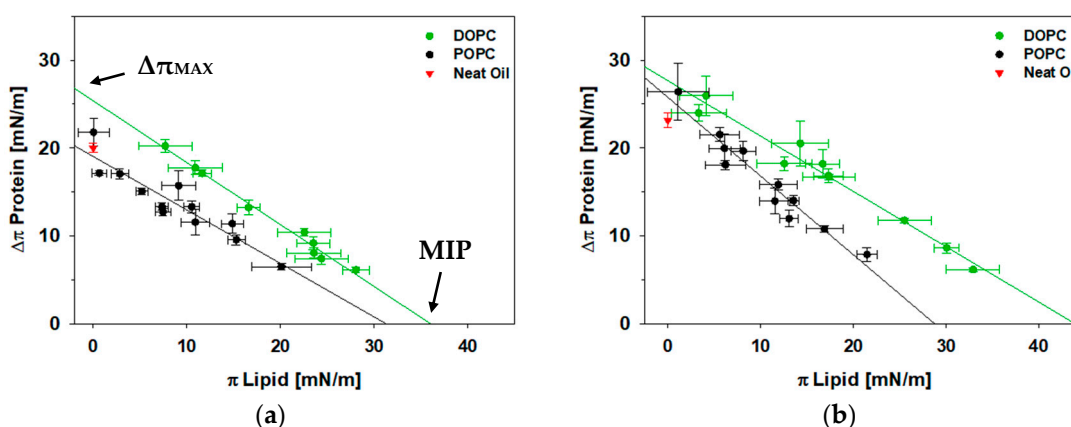 DOPC
POPC
Neat Oil
ΔπMAX
MIP
Δπ Protein [mN/m]
30
20
10
0
0 10 20 30 40
π Lipid [mN/m]
(a)
DOPC
POPC
Neat O
Δπ Protein [mN/m]
30
20
10
0
0 10 20 30 40
π Lipid [mN/m]
(b)